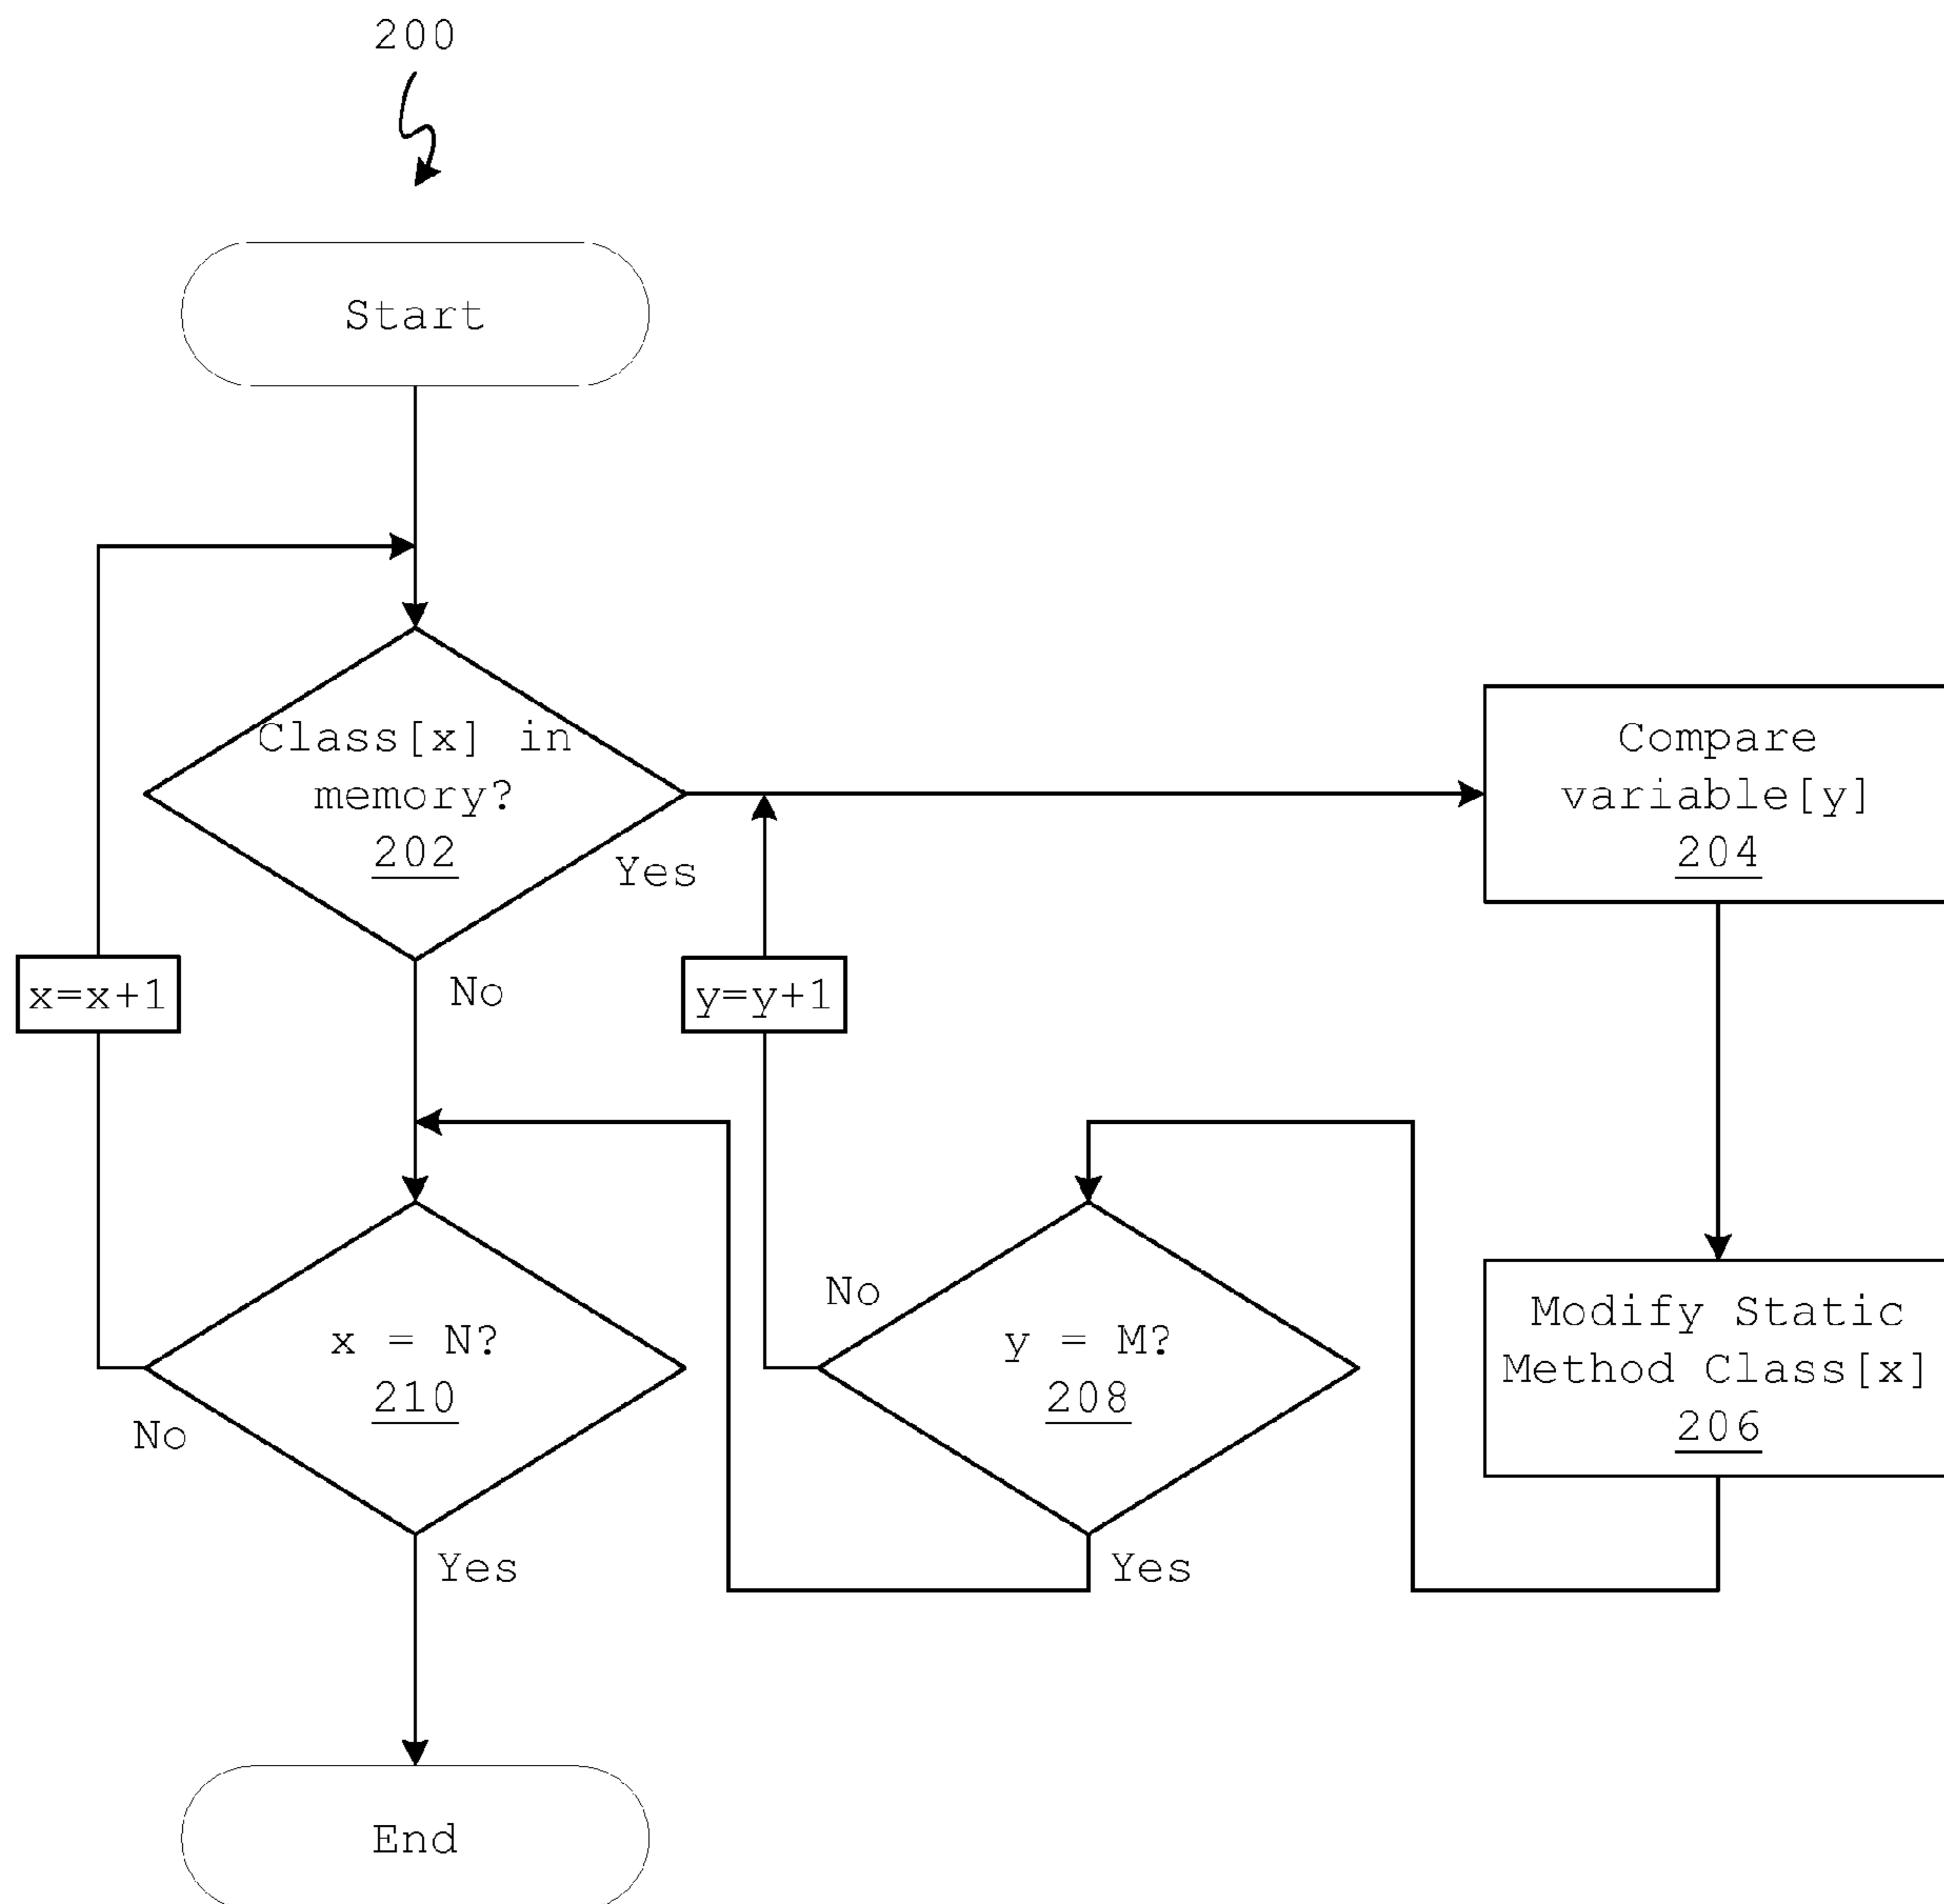 200
Start
Class[x] in
memory?
202
Yes
No
Compare
variable[y]
204
x=x+1
y=y+1
x = N?
210
No
Yes
No
y = M?
208
Yes
Modify Static
Method Class[x]
206
End